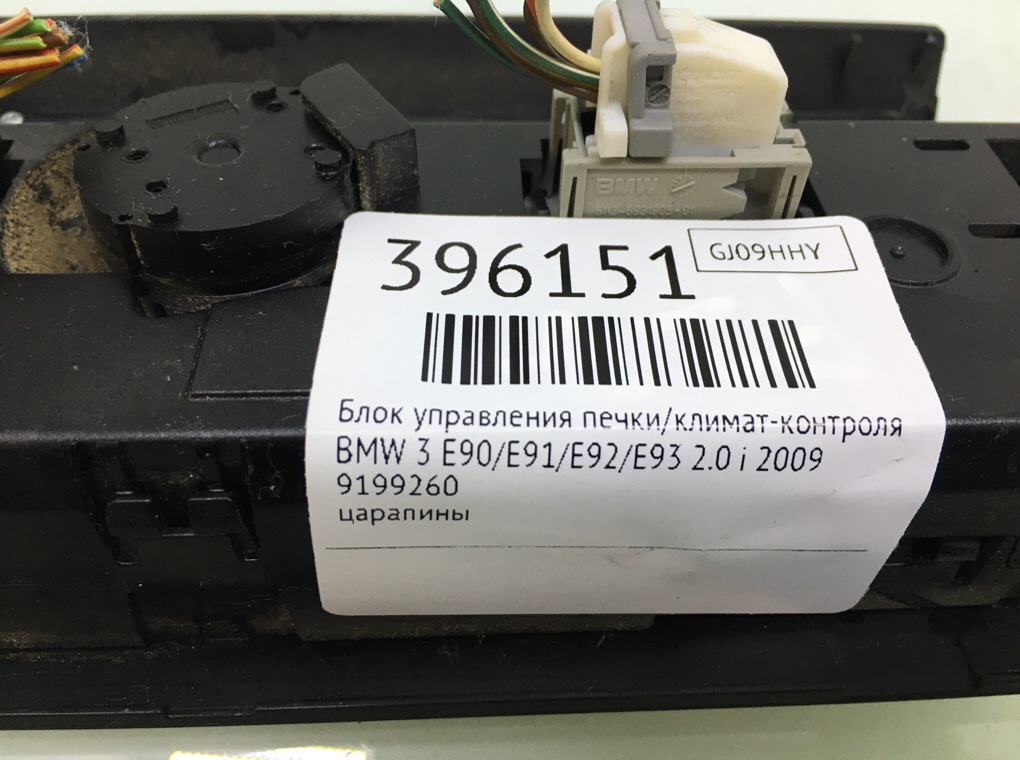 BMW
396151
GJ09HHY
Блок управления печки/климат-контроля
BMW 3 E90/E91/E92/E93 2.0 i 2009
9199260
царапины